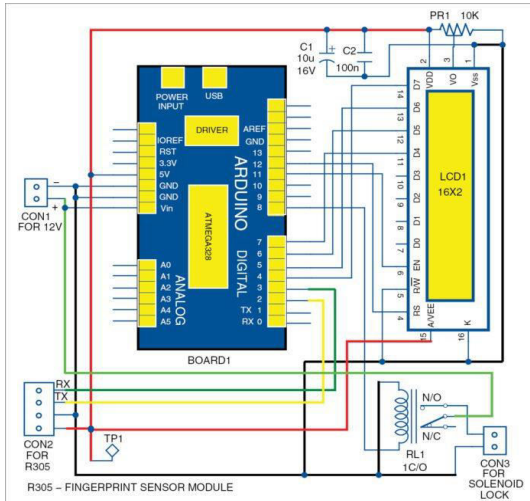 PR1 10K
C1
10u
16V
C2
100n
2 3 1
VDD VO Vss
POWER
INPUT
USB
DRIVER
IOREF
RST
3.3V
5V
GND
GND
Vin
AREF
GND
13
12
11
10
9
8
ARDUINO
ATMEGA328
DIGITAL
7
6
5
4
3
2
TX 1
RX 0
ANALOG
A0
A1
A2
A3
A4
A5
BOARD1
14 D7
13 D6
12 D5
11 D4
10 D3
9 D2
8 D1
7 D0
6 EN
5 R/W
4 RS
LCD1
16X2
A/VEE K
15 16
− +
CON1
FOR 12V
RX
TX
CON2
FOR
R305
TP1
N/O
N/C
RL1
1C/O
CON3
FOR
SOLENOID
LOCK
R305 – FINGERPRINT SENSOR MODULE